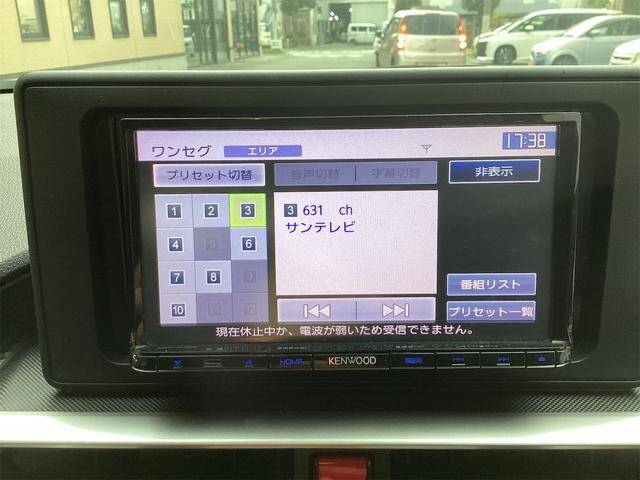 17:38
ワンセグ エリア
プリセット切替 音声切替 字幕切替 非表示
1 2 3
3 631 ch
サンテレビ
4 5 6
7 8 9
番組リスト
10 11 12
プリセット一覧
現在休止中か、電波が弱いため受信できません。
HOME KENWOOD